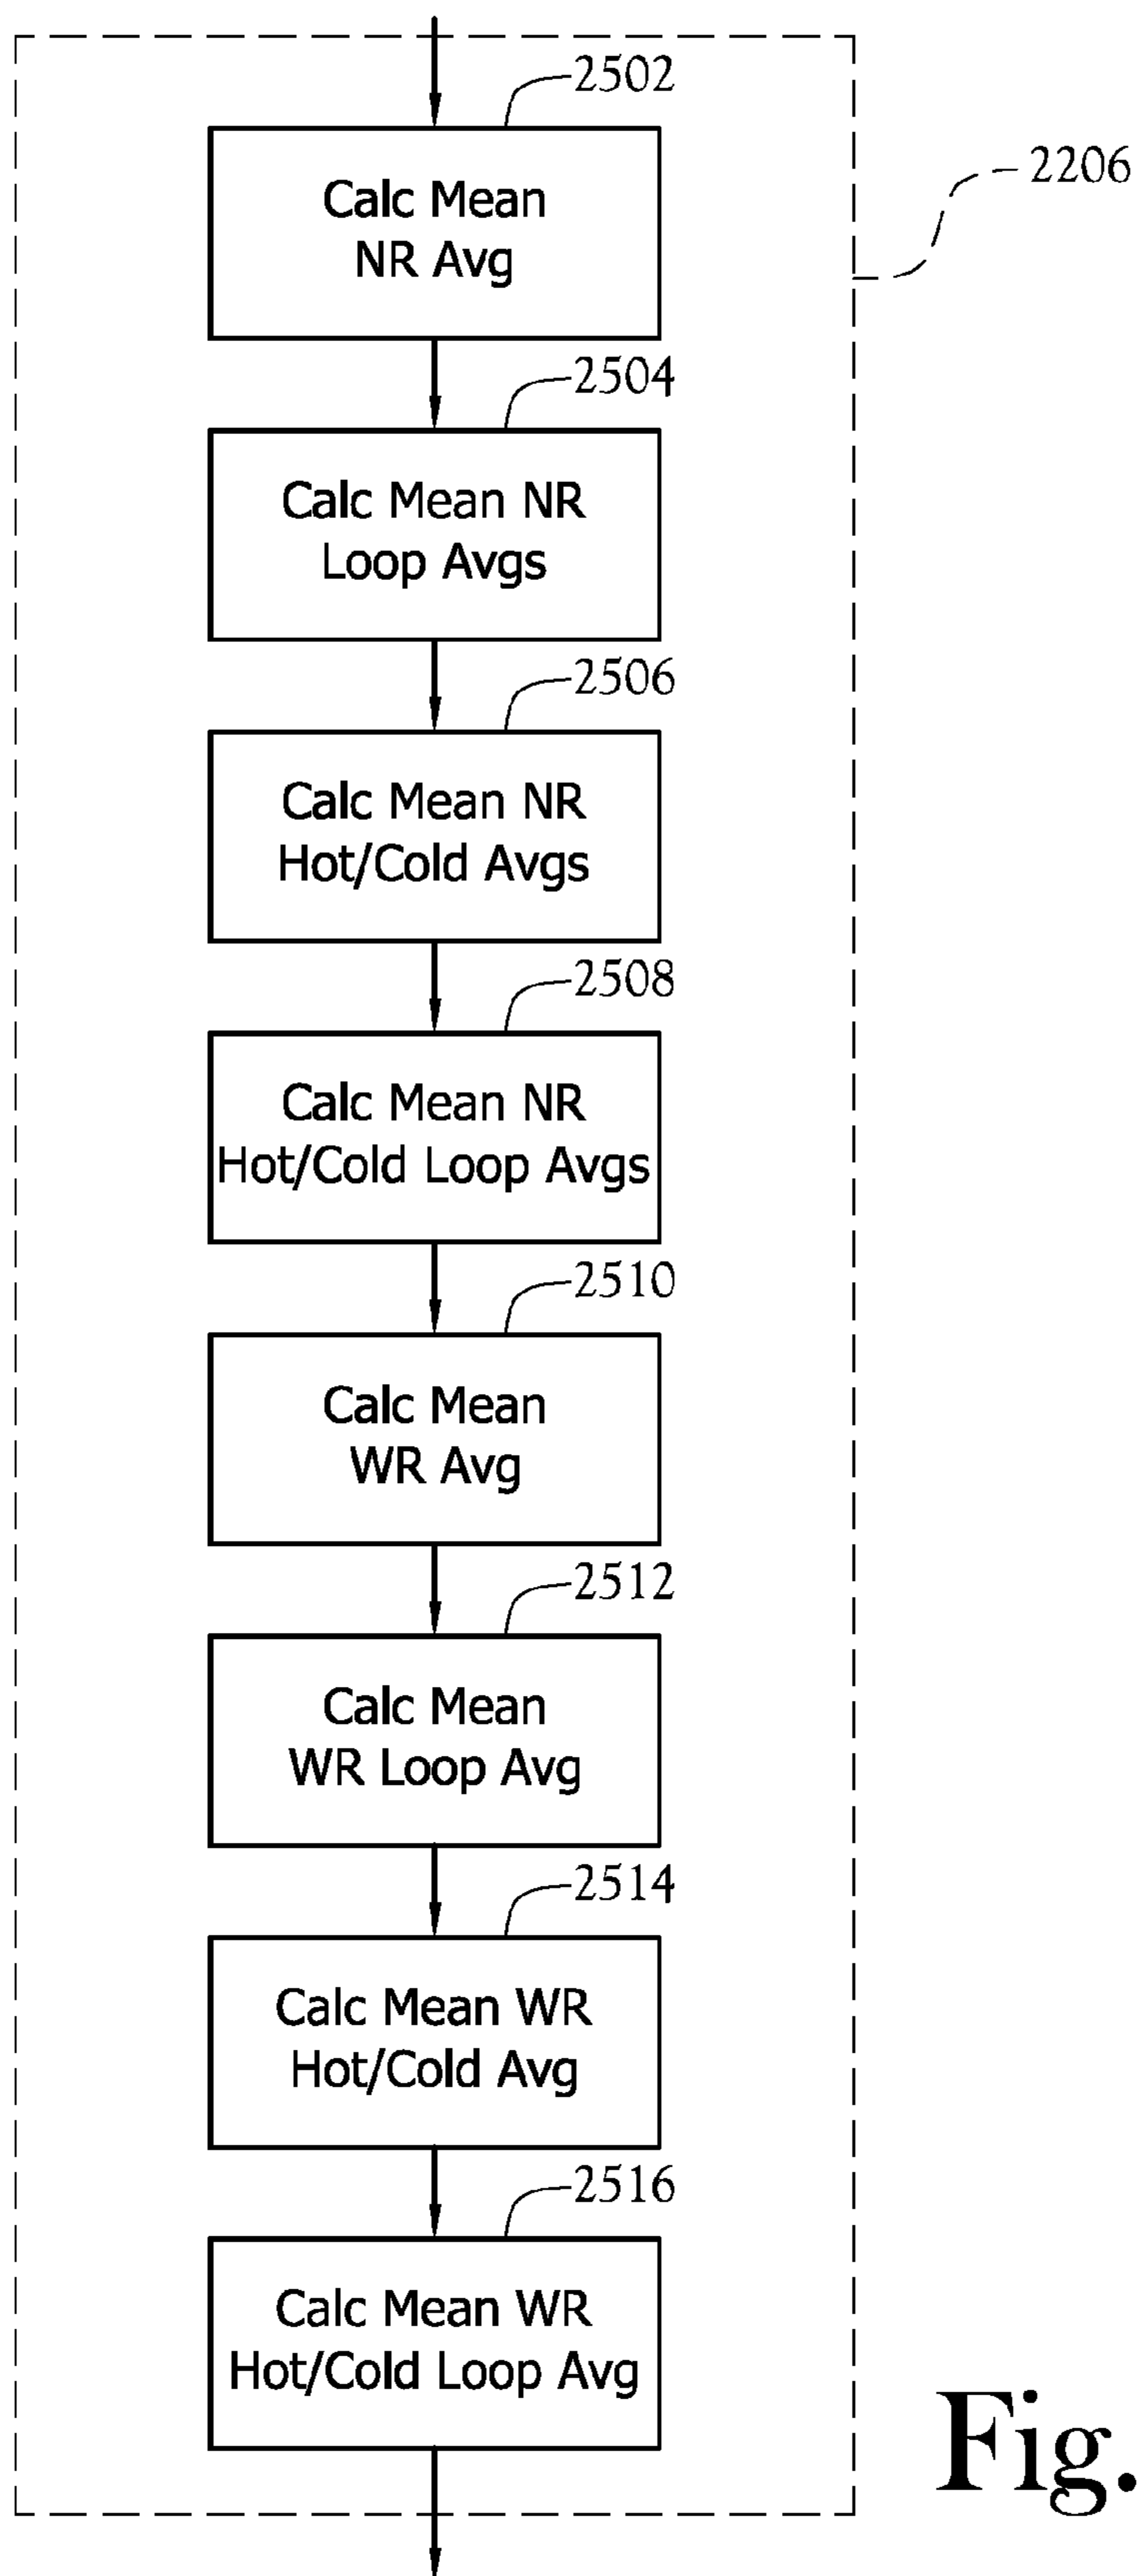 2502
2206
Calc Mean
NR Avg
2504
Calc Mean NR
Loop Avgs
2506
Calc Mean NR
Hot/Cold Avgs
2508
Calc Mean NR
Hot/Cold Loop Avgs
2510
Calc Mean
WR Avg
2512
Calc Mean
WR Loop Avg
2514
Calc Mean WR
Hot/Cold Avg
2516
Calc Mean WR
Hot/Cold Loop Avg
Fig.